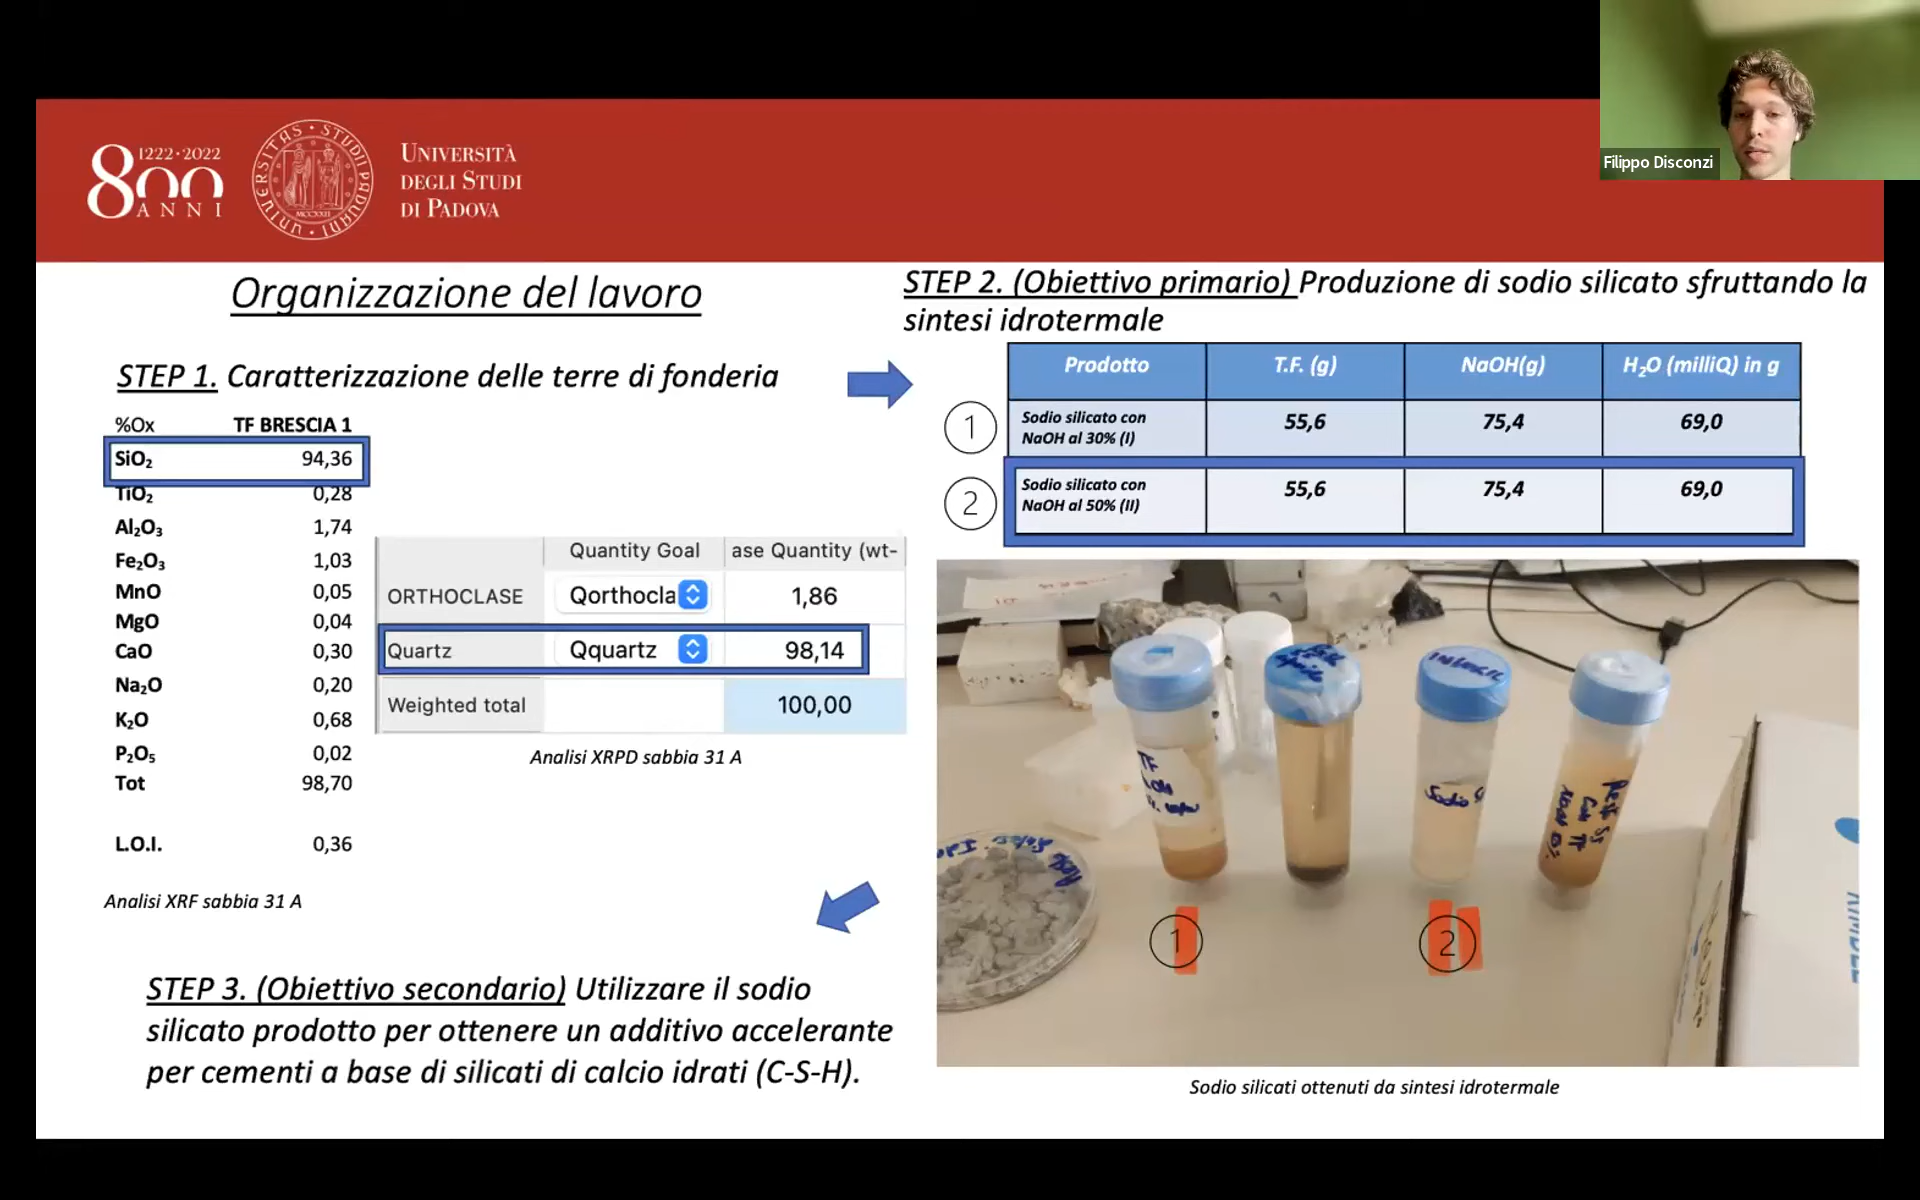 1222·2022
800
ANNI
UNIVERSITÀ
DEGLI STUDI
DI PADOVA
Filippo Disconzi
Organizzazione del lavoro
STEP 1. Caratterizzazione delle terre di fonderia
%Ox TF BRESCIA 1
SiO₂ 94,36
TiO₂ 0,28
Al₂O₃ 1,74
Fe₂O₃ 1,03
MnO 0,05
MgO 0,04
CaO 0,30
Na₂O 0,20
K₂O 0,68
P₂O₅ 0,02
Tot 98,70
L.O.I. 0,36
Analisi XRF sabbia 31 A
Quantity Goal ase Quantity (wt-
ORTHOCLASE Qorthocla 1,86
Quartz Qquartz 98,14
Weighted total 100,00
Analisi XRPD sabbia 31 A
STEP 2. (Obiettivo primario) Produzione di sodio silicato sfruttando la
sintesi idrotermale
Prodotto T.F. (g) NaOH(g) H₂O (milliQ) in g
1
Sodio silicato con
NaOH al 30% (I)
55,6 75,4 69,0
2
Sodio silicato con
NaOH al 50% (II)
55,6 75,4 69,0
TF
Sodio
1
2
Sodio silicati ottenuti da sintesi idrotermale
STEP 3. (Obiettivo secondario) Utilizzare il sodio
silicato prodotto per ottenere un additivo accelerante
per cementi a base di silicati di calcio idrati (C-S-H).